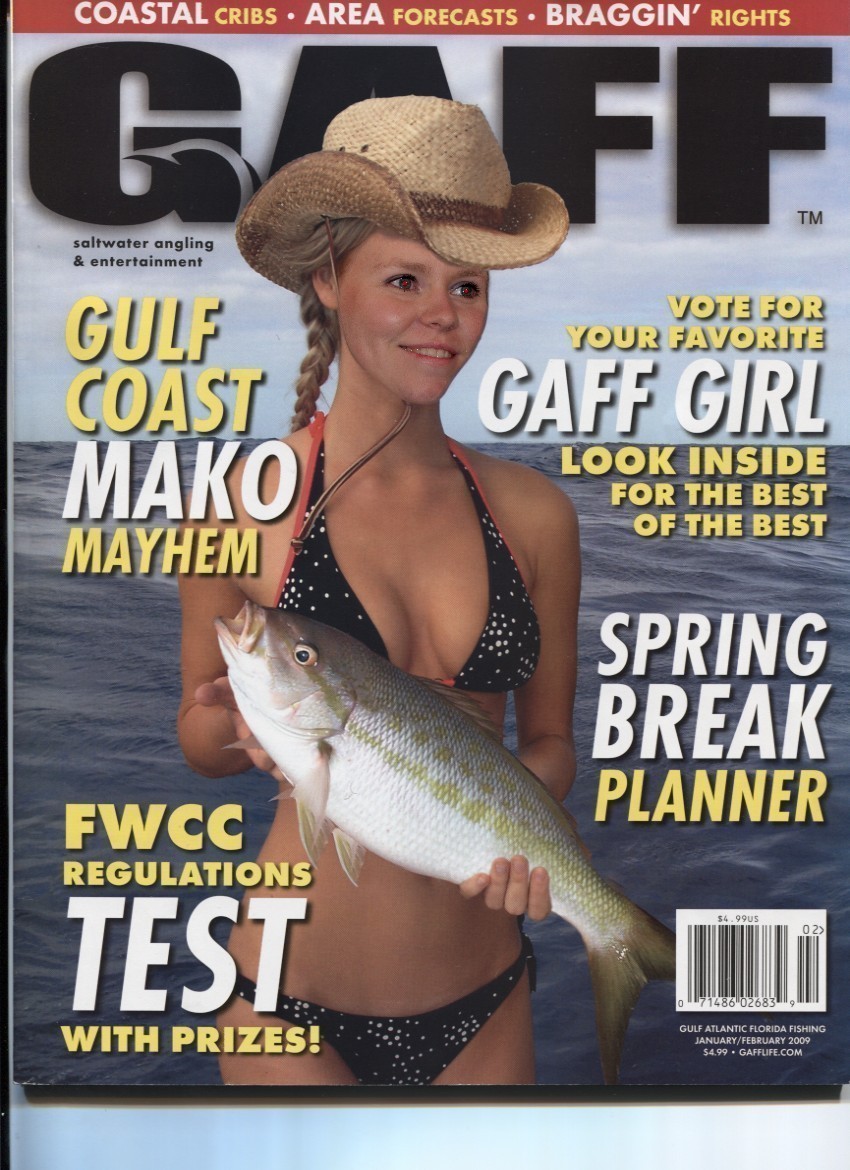 COASTAL CRIBS • AREA FORECASTS • BRAGGIN' RIGHTS
GAFF
TM
saltwater angling
& entertainment
GULF
COAST
MAKO
MAYHEM
VOTE FOR
YOUR FAVORITE
GAFF GIRL
LOOK INSIDE
FOR THE BEST
OF THE BEST
SPRING
BREAK
PLANNER
FWCC
REGULATIONS
TEST
WITH PRIZES!
$4.99US
02>
0 71486 02683 9
GULF ATLANTIC FLORIDA FISHING
JANUARY/FEBRUARY 2009
$4.99 • GAFFLIFE.COM